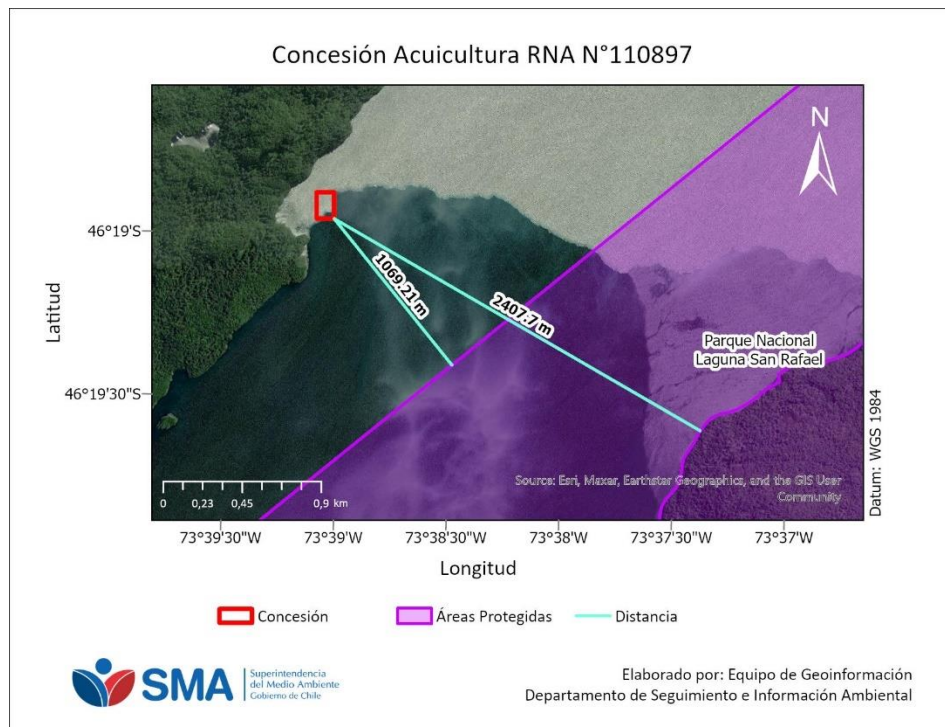 Concesión Acuicultura RNA N°110897
N
46°19'S
1069.21 m
2407.7 m
Parque Nacional
Laguna San Rafael
Latitud
46°19'30"S
Datum: WGS 1984
Source: Esri, Maxar, Earthstar Geographics, and the GIS User
Community
0 0,23 0,45 0,9 km
73°39'30"W 73°39'W 73°38'30"W 73°38'W 73°37'30"W 73°37'W
Longitud
Concesión Áreas Protegidas Distancia
SMA
Superintendencia
del Medio Ambiente
Gobierno de Chile
Elaborado por: Equipo de Geoinformación
Departamento de Seguimiento e Información Ambiental